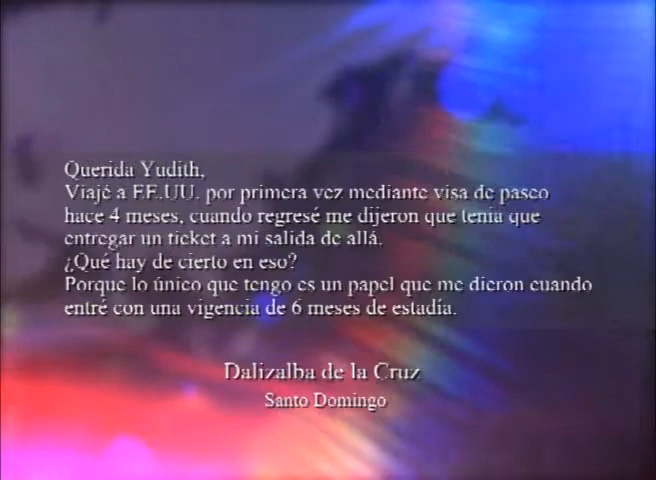 Querida Yudith,
Viajé a EE.UU. por primera vez mediante visa de paseo
hace 4 meses, cuando regresé me dijeron que tenía que
entregar un ticket a mi salida de allá.
¿Qué hay de cierto en eso?
Porque lo único que tengo es un papel que me dieron cuando
entré con una vigencia de 6 meses de estadía.
Dalizalba de la Cruz
Santo Domingo